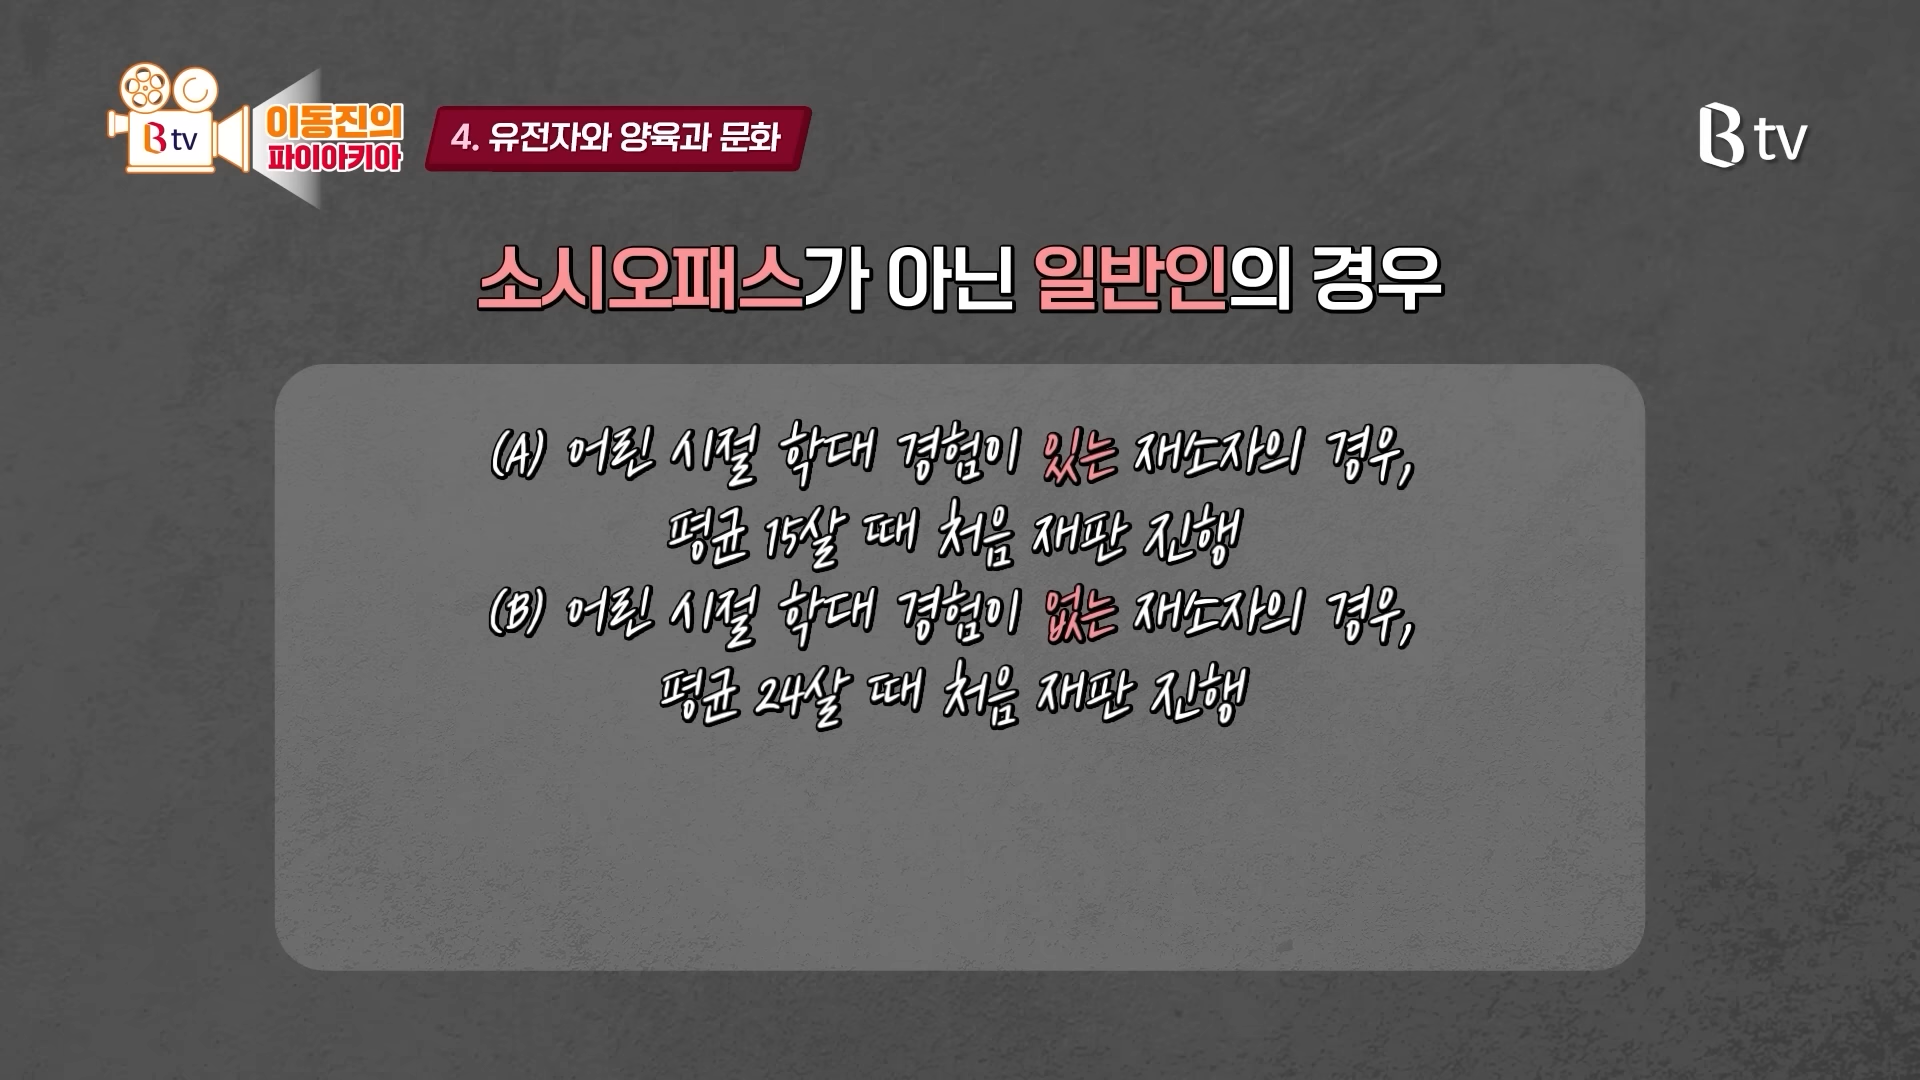 B tv
이동진의
파이아키아
4. 유전자와 양육과 문화
B tv
소시오패스가 아닌 일반인의 경우
(A) 어린 시절 학대 경험이 있는 재소자의 경우,
평균 15살 때 처음 재판 진행
(B) 어린 시절 학대 경험이 없는 재소자의 경우,
평균 24살 때 처음 재판 진행